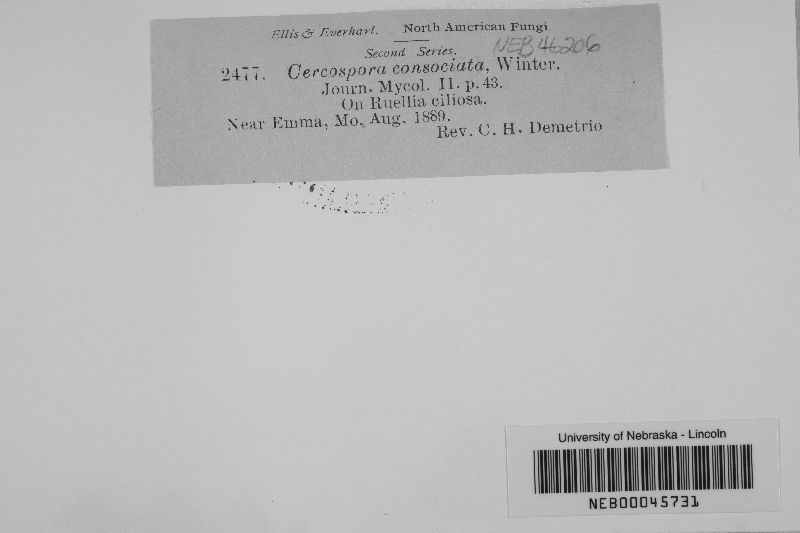 Ellis & Everhart. North American Fungi
Second Series.
NEB 46206
2477. Cercospora consociata, Winter.
Journ. Mycol. II. p. 43.
On Ruellia ciliosa.
Near Emma, Mo., Aug. 1889.
Rev. C. H. Demetrio
University of Nebraska - Lincoln
NEB00045731